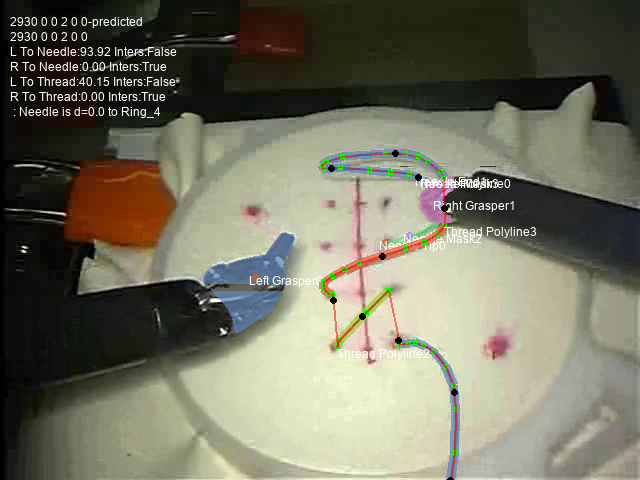 2930 0 0 2 0 0-predicted
2930 0 0 2 0 0
L To Needle:93.92 Inters:False
R To Needle:0.00 Inters:True
L To Thread:40.15 Inters:False
R To Thread:0.00 Inters:True
: Needle is d=0.0 to Ring_4
Right Grasper1
Thread Polyline3
Mask2
Left Grasper
Thread Polyline2